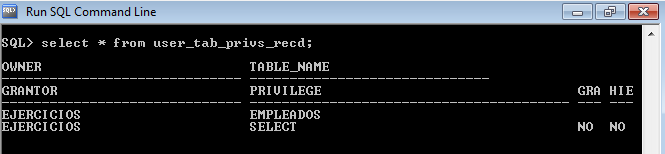 Run SQL Command Line
SQL> select * from user_tab_privs_recd;
OWNER TABLE_NAME
------------------------------ ------------------------------
GRANTOR PRIVILEGE GRA HIE
------------------------------ ---------------------------------------- --- ---
EJERCICIOS EMPLEADOS
EJERCICIOS SELECT NO NO